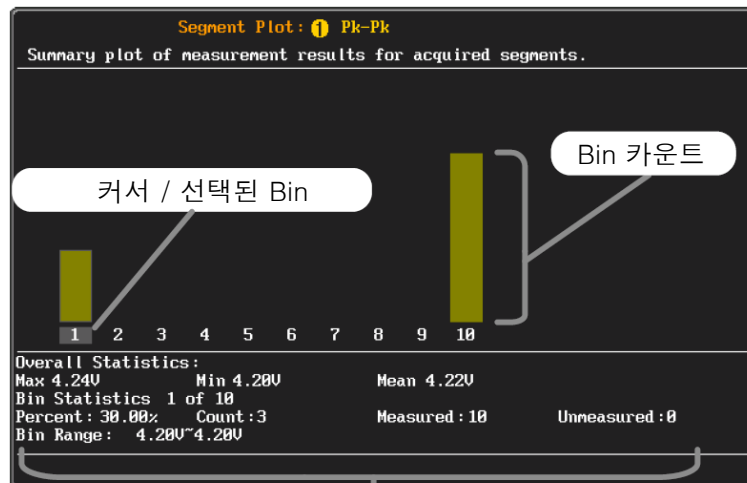 Segment Plot: 1 Pk-Pk
Summary plot of measurement results for acquired segments.
Bin 카운트
커서 / 선택된 Bin
1 2 3 4 5 6 7 8 9 10
Overall Statistics:
Max 4.24V Min 4.20V Mean 4.22V
Bin Statistics 1 of 10
Percent: 30.00% Count:3 Measured:10 Unmeasured:0
Bin Range: 4.20V~4.20V